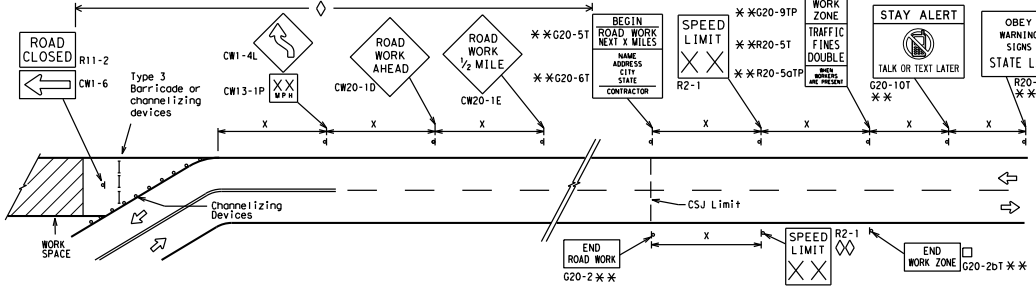 ROAD
CLOSED
R11-2
CW1-6
Type 3
Barricade or
channelizing
devices
CW1-4L
XX
MPH
CW13-1P
ROAD
WORK
AHEAD
CW20-1D
ROAD
WORK
1/2 MILE
CW20-1E
**G20-5T
**G20-6T
BEGIN
ROAD WORK
NEXT X MILES
NAME
ADDRESS
CITY
STATE
CONTRACTOR
SPEED
LIMIT
XX
R2-1
**G20-9TP
**R20-5T
**R20-5aTP
WORK
ZONE
TRAFFIC
FINES
DOUBLE
WHEN
WORKERS
ARE PRESENT
STAY ALERT
TALK OR TEXT LATER
G20-10T
**
OBEY
WARNING
SIGNS
STATE L
R20-
**
X
X
X
X
X
X
X
Channelizing
Devices
WORK
SPACE
CSJ Limit
END
ROAD WORK
G20-2**
X
SPEED
LIMIT
XX
R2-1
END
WORK ZONE
G20-2bT**